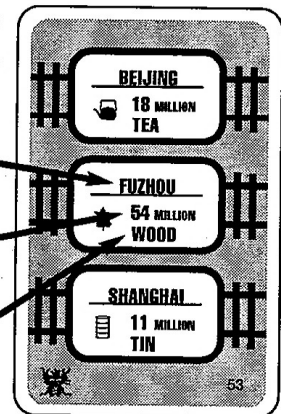 BEIJING
18 MILLION
TEA
FUZHOU
54 MILLION
WOOD
SHANGHAI
11 MILLION
TIN
53